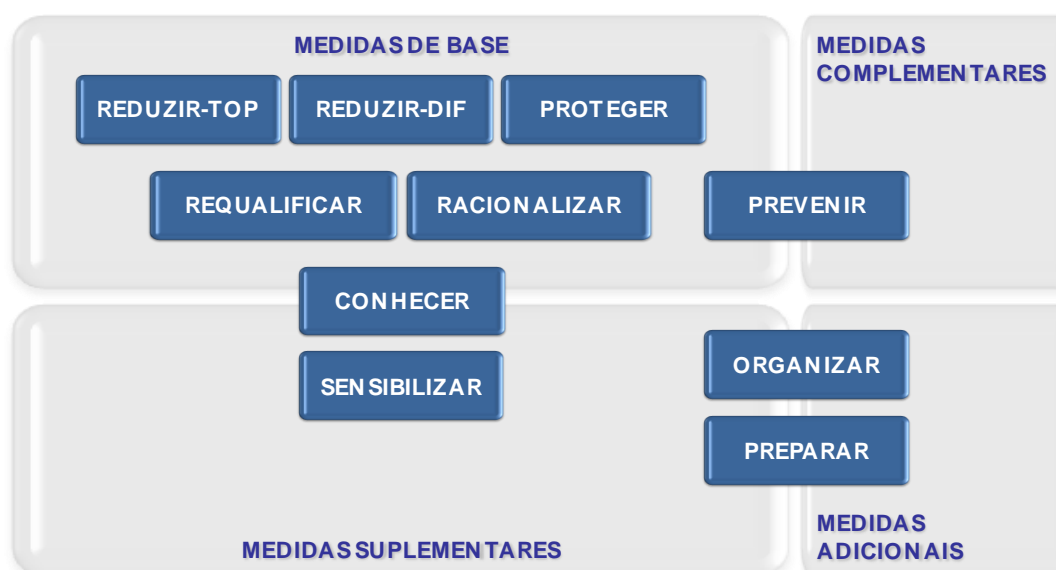 MEDIDAS DE BASE
MEDIDAS
COMPLEMENTARES
REDUZIR-TOP
REDUZIR-DIF
PROTEGER
REQUALIFICAR
RACIONALIZAR
PREVENIR
CONHECER
SENSIBILIZAR
ORGANIZAR
PREPARAR
MEDIDAS SUPLEMENTARES
MEDIDAS
ADICIONAIS